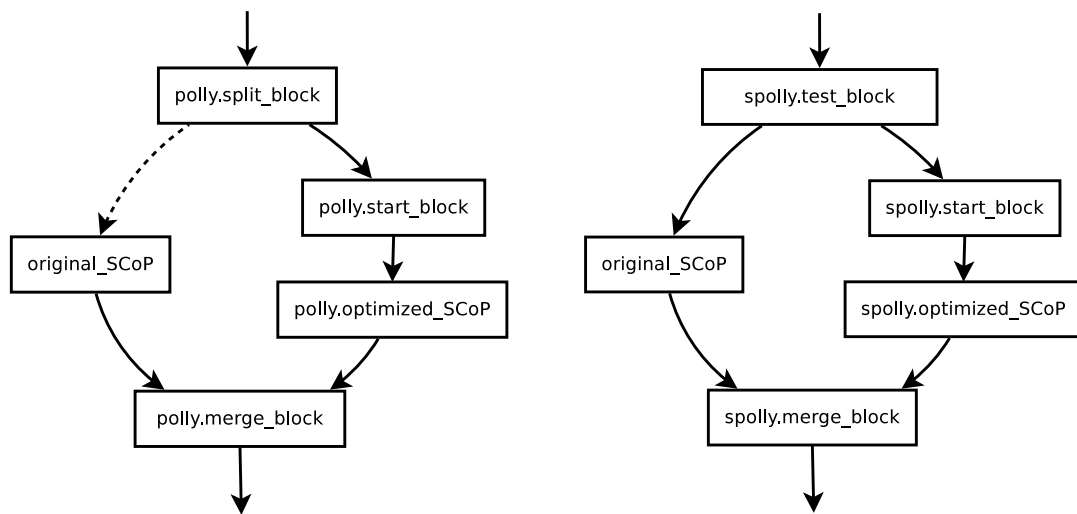 polly.split_block
polly.start_block
original_SCoP
polly.optimized_SCoP
polly.merge_block
spolly.test_block
spolly.start_block
original_SCoP
spolly.optimized_SCoP
spolly.merge_block